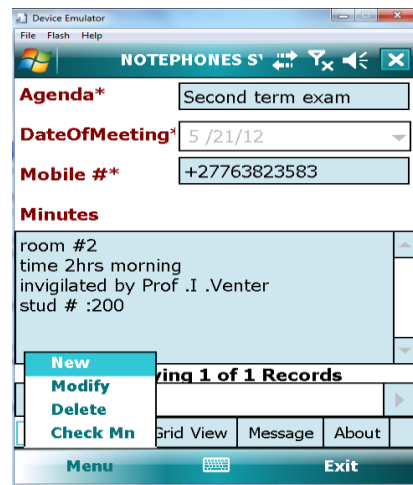 Device Emulator
File Flash Help
NOTEPHONES S
Agenda*
Second term exam
DateOfMeeting*
5 /21/12
Mobile #*
+27763823583
Minutes
room #2
time 2hrs morning
invigilated by Prof .I .Venter
stud # :200
New
ying 1 of 1 Records
Modify
Delete
Check Mn
Grid View
Message
About
Menu
Exit